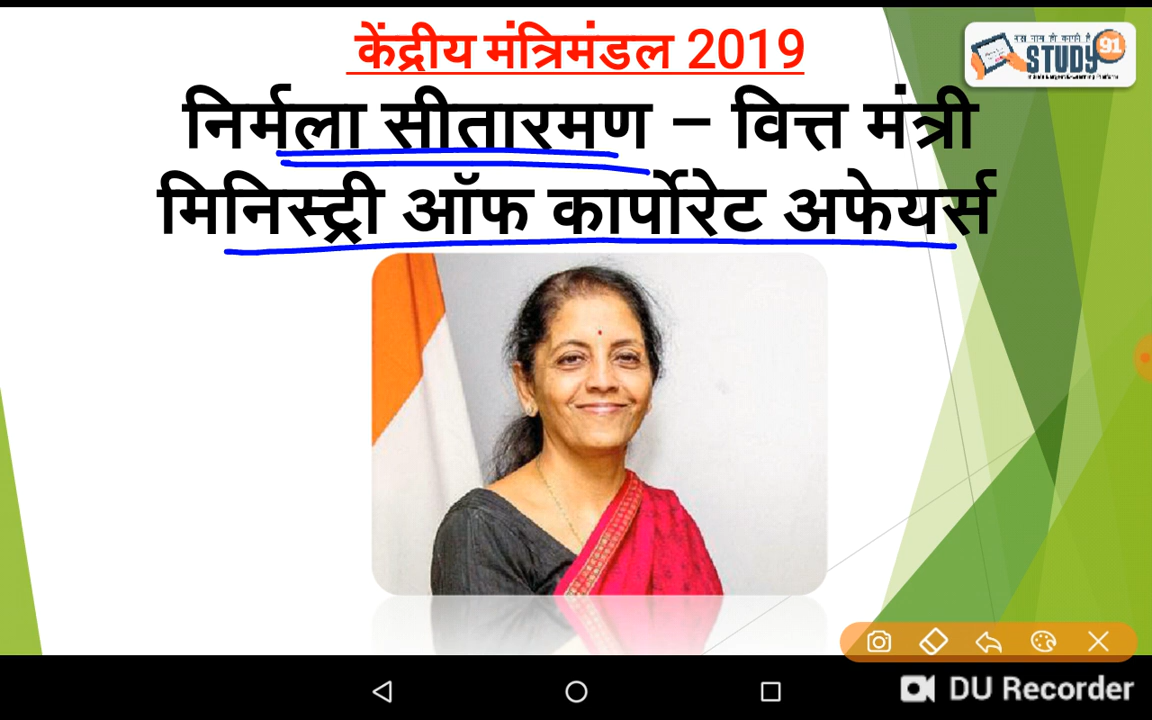 केंद्रीय मंत्रिमंडल 2019
निर्मला सीतारमण – वित्त मंत्री
मिनिस्ट्री ऑफ कार्पोरेट अफेयर्स
STUDY 91
DU Recorder